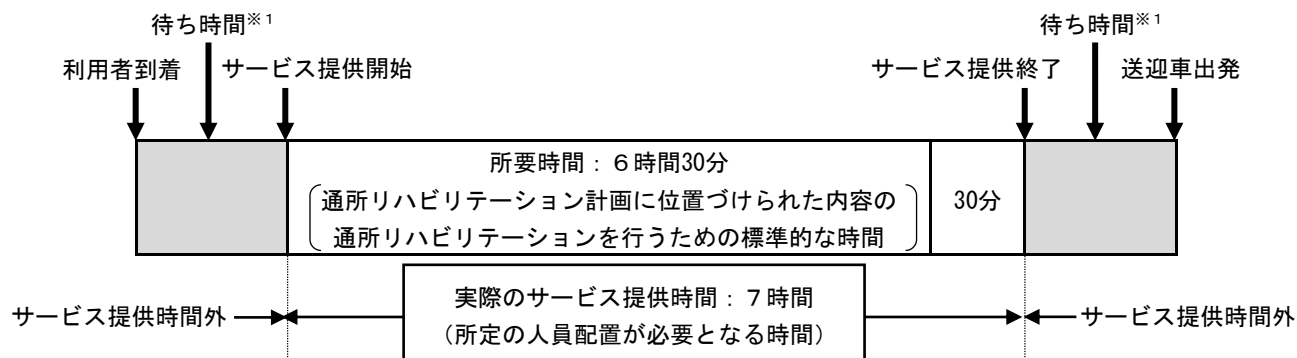 待ち時間※1
待ち時間※1
利用者到着
サービス提供開始
サービス提供終了
送迎車出発
所要時間：６時間30分
通所リハビリテーション計画に位置づけられた内容の
通所リハビリテーションを行うための標準的な時間
30分
サービス提供時間外
実際のサービス提供時間：７時間
（所定の人員配置が必要となる時間）
サービス提供時間外